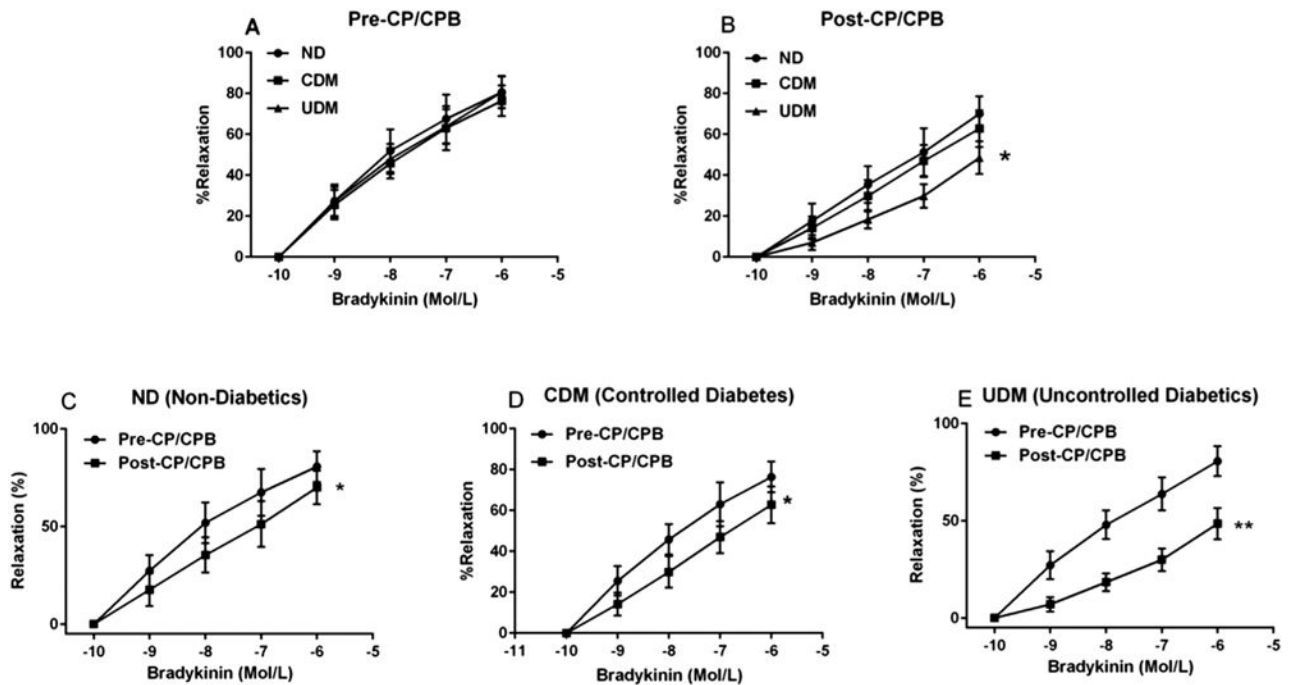 A
Pre-CP/CPB
ND
CDM
UDM
%Relaxation
100
80
60
40
20
0
-10
-9
-8
-7
-6
-5
Bradykinin (Mol/L)
B
Post-CP/CPB
ND
CDM
UDM
%Relaxation
100
80
60
40
20
0
*
-10
-9
-8
-7
-6
-5
Bradykinin (Mol/L)
C
ND (Non-Diabetics)
Pre-CP/CPB
Post-CP/CPB
Relaxation (%)
100
50
0
*
-10
-9
-8
-7
-6
-5
Bradykinin (Mol/L)
D
CDM (Controlled Diabetes)
Pre-CP/CPB
Post-CP/CPB
%Relaxation
100
80
60
40
20
0
*
-11
-10
-9
-8
-7
-6
-5
Bradykinin (Mol/L)
E
UDM (Uncontrolled Diabetics)
Pre-CP/CPB
Post-CP/CPB
Relaxation (%)
100
50
0
**
-10
-9
-8
-7
-6
-5
Bradykinin (Mol/L)